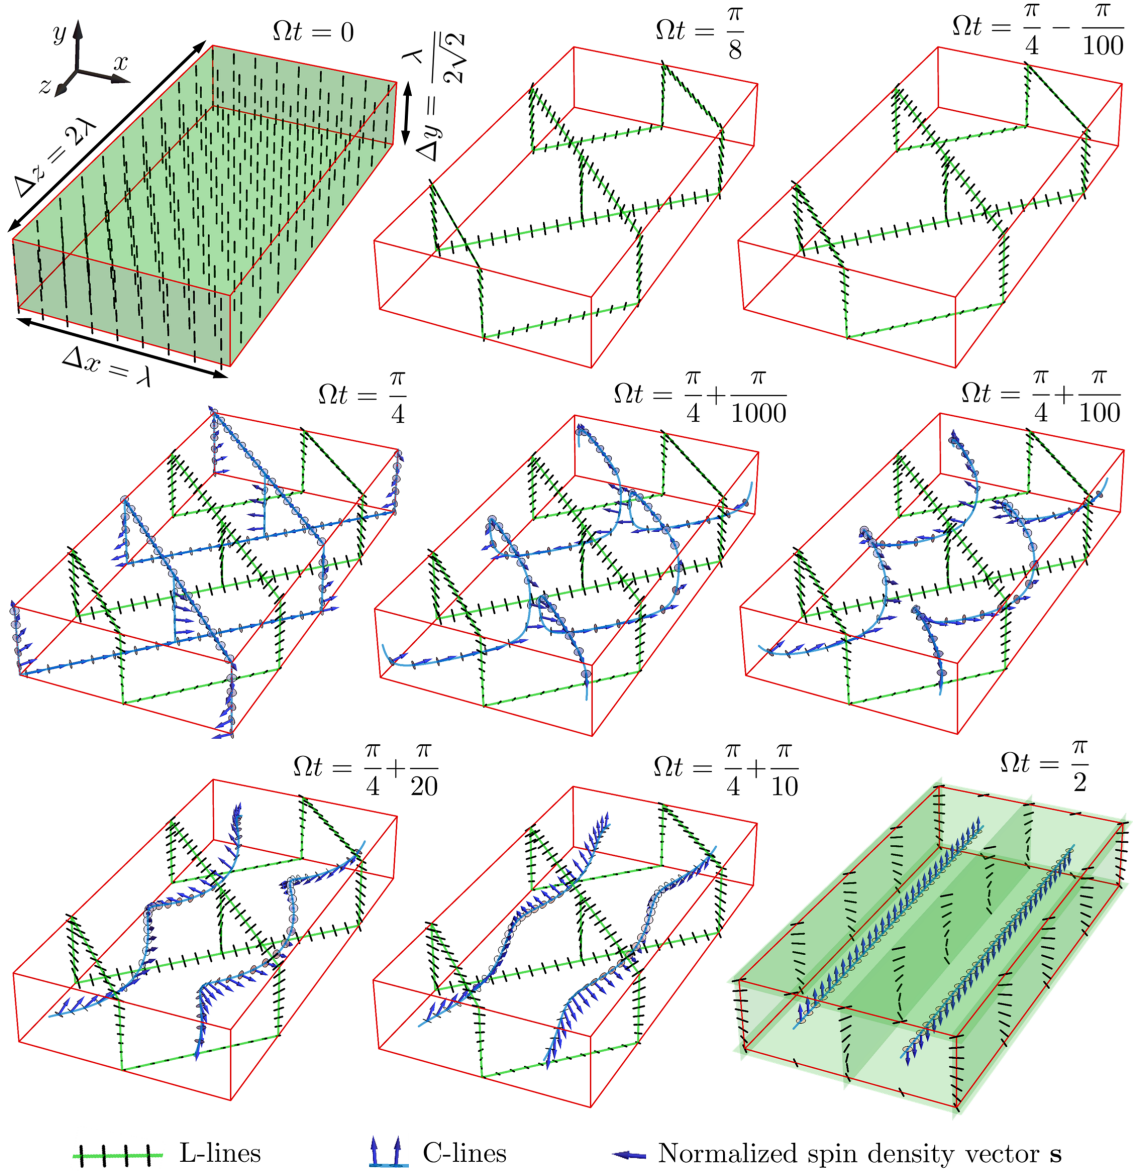 y
x
z
Ωt = 0
Δz = 2λ
Δy = λ/(2√2)
Δx = λ
Ωt = π/8
Ωt = π/4 − π/100
Ωt = π/4
Ωt = π/4 + π/1000
Ωt = π/4 + π/100
Ωt = π/4 + π/20
Ωt = π/4 + π/10
Ωt = π/2
L-lines
C-lines
Normalized spin density vector s